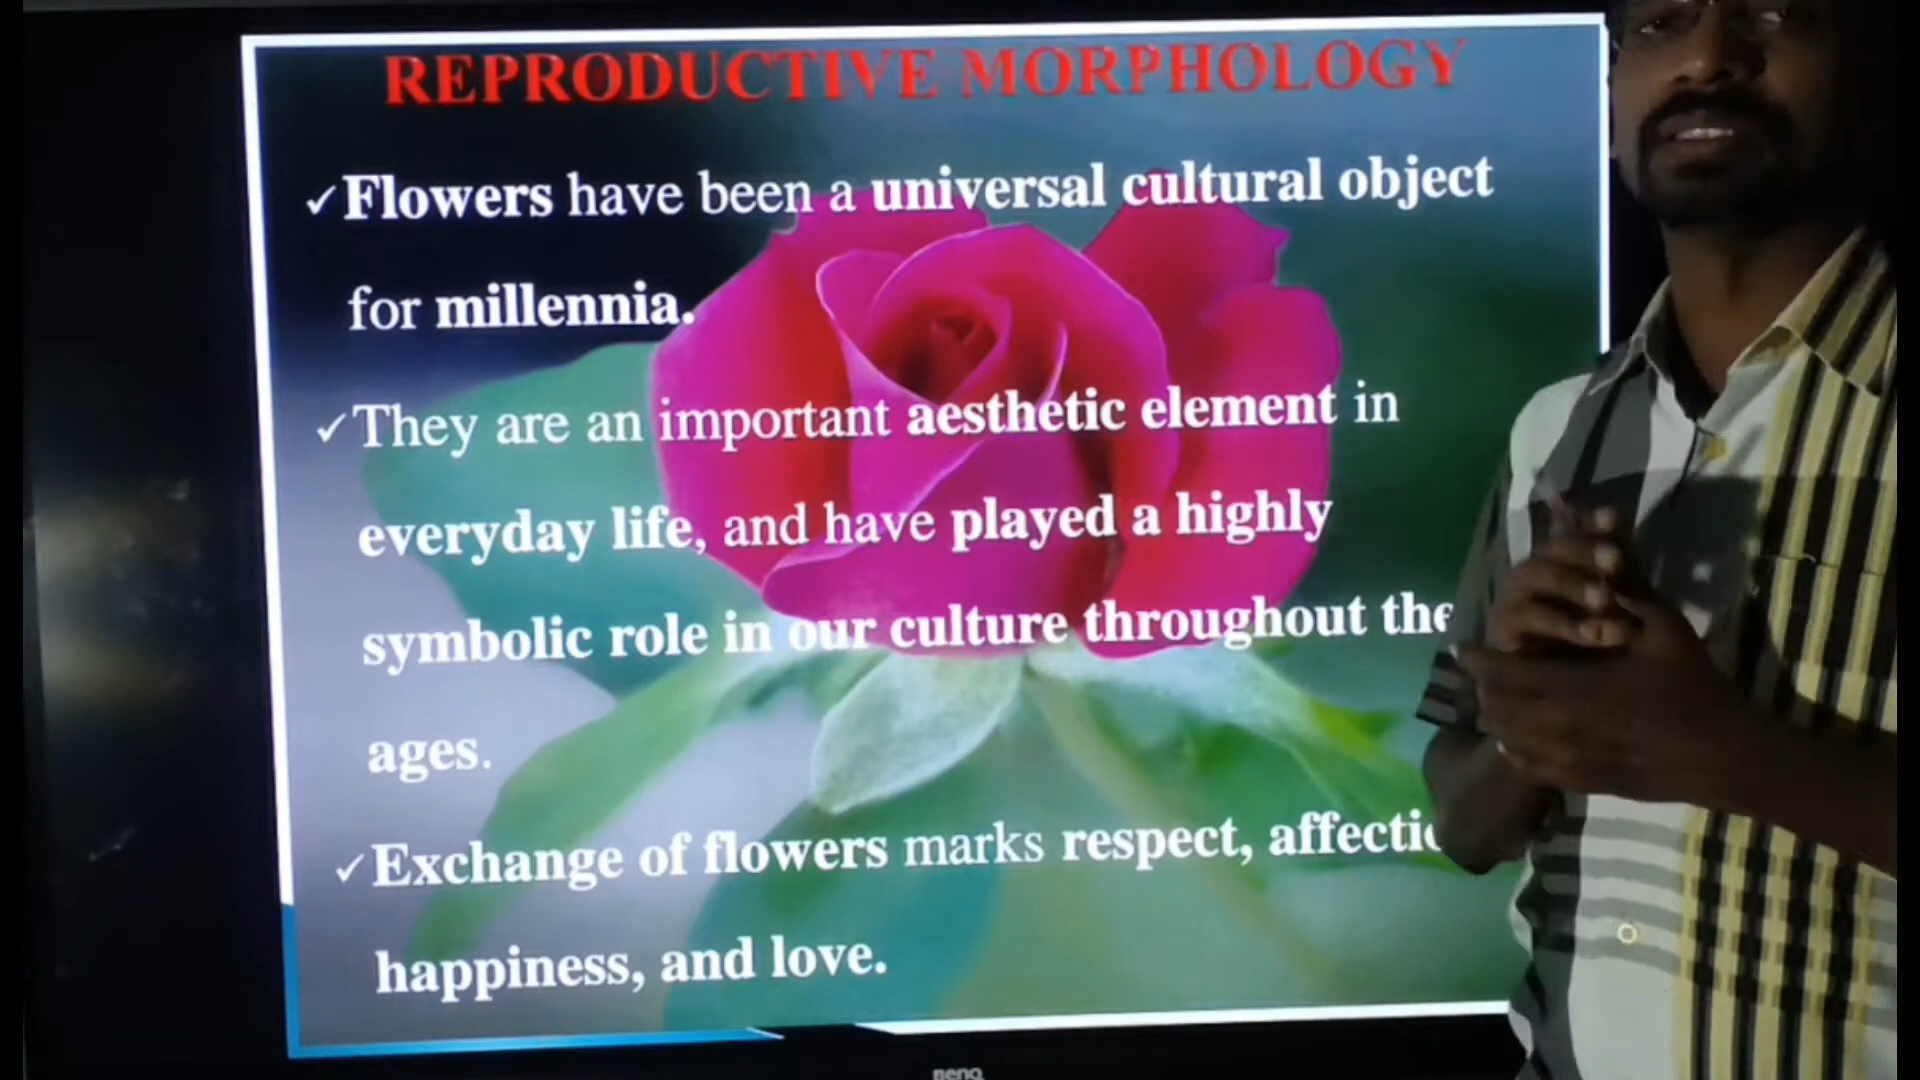 REPRODUCTIVE MORPHOLOGY
✓Flowers have been a universal cultural object
for millennia.
✓They are an important aesthetic element in
everyday life, and have played a highly
symbolic role in our culture throughout the
ages.
✓Exchange of flowers marks respect,
happiness, and love.
BenQ